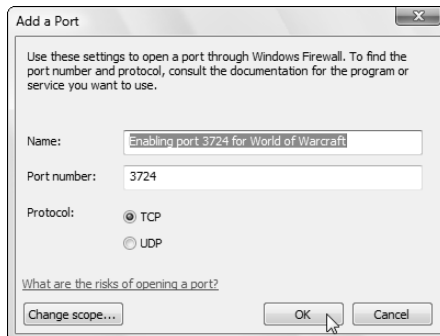 Add a Port
Use these settings to open a port through Windows Firewall. To find the
port number and protocol, consult the documentation for the program or
service you want to use.
Name:
Enabling port 3724 for World of Warcraft
Port number:
3724
Protocol:
TCP
UDP
What are the risks of opening a port?
Change scope...
OK
Cancel